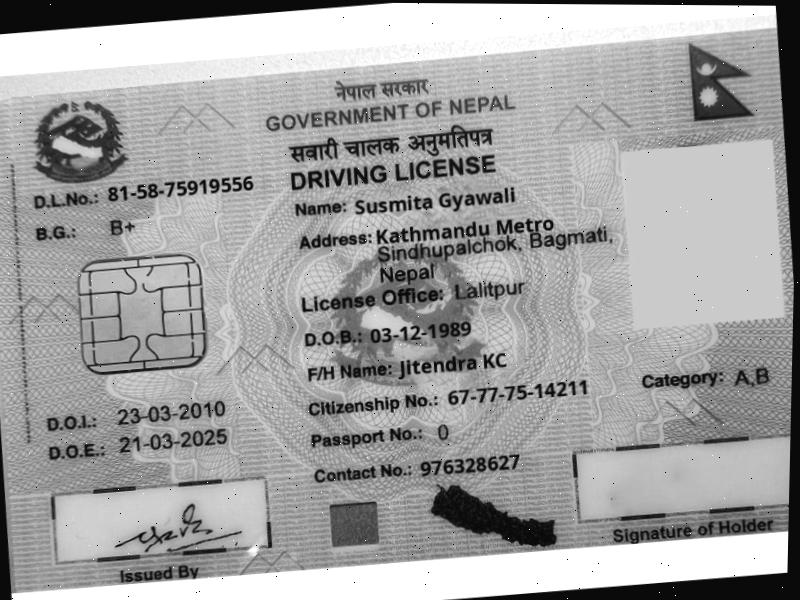 नेपाल सरकार
GOVERNMENT OF NEPAL
सवारी चालक अनुमतिपत्र
DRIVING LICENSE
D.L.No.: 81-58-75919556
B.G.: B+
Name: Susmita Gyawali
Address: Kathmandu Metro
Sindhupalchok, Bagmati,
Nepal
License Office: Lalitpur
D.O.B.: 03-12-1989
F/H Name: Jitendra KC
Citizenship No.: 67-77-75-14211
Category: A,B
Passport No.: 0
Contact No.: 976328627
D.O.I.: 23-03-2010
D.O.E.: 21-03-2025
Issued By
Signature of Holder